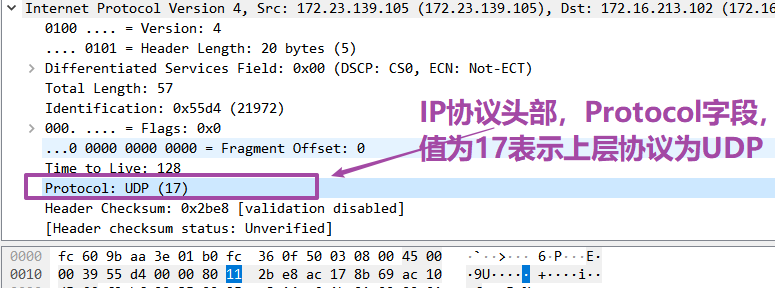 Internet Protocol Version 4, Src: 172.23.139.105 (172.23.139.105), Dst: 172.16.213.102 (172.16
0100 .... = Version: 4
.... 0101 = Header Length: 20 bytes (5)
Differentiated Services Field: 0x00 (DSCP: CS0, ECN: Not-ECT)
Total Length: 57
Identification: 0x55d4 (21972)
000. .... = Flags: 0x0
...0 0000 0000 0000 = Fragment Offset: 0
Time to Live: 128
Protocol: UDP (17)
Header Checksum: 0x2be8 [validation disabled]
[Header checksum status: Unverified]
IP协议头部，Protocol字段，
值为17表示上层协议为UDP
0000 fc 60 9b aa 3e 01 b0 fc 36 0f 50 03 08 00 45 00 ·`··>··· 6·P···E·
0010 00 39 55 d4 00 00 80 11 2b e8 ac 17 8b 69 ac 10 ·9U····· +····i··